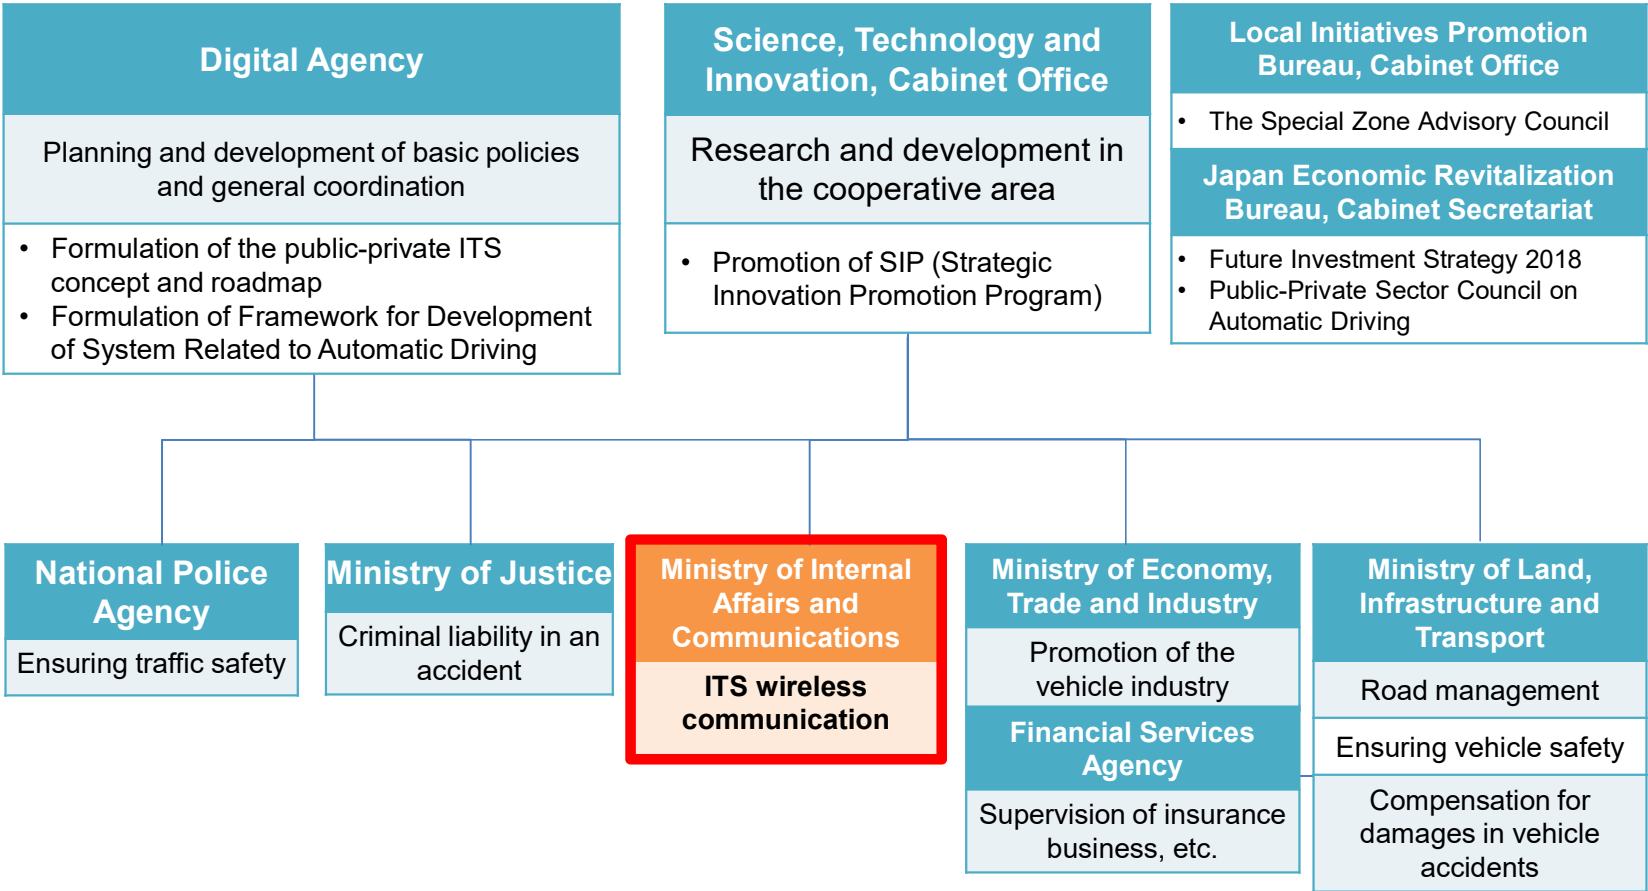 Digital Agency
Planning and development of basic policies
and general coordination
• Formulation of the public-private ITS
concept and roadmap
• Formulation of Framework for Development
of System Related to Automatic Driving
Science, Technology and
Innovation, Cabinet Office
Research and development in
the cooperative area
• Promotion of SIP (Strategic
Innovation Promotion Program)
Local Initiatives Promotion
Bureau, Cabinet Office
• The Special Zone Advisory Council
Japan Economic Revitalization
Bureau, Cabinet Secretariat
• Future Investment Strategy 2018
• Public-Private Sector Council on
Automatic Driving
National Police
Agency
Ensuring traffic safety
Ministry of Justice
Criminal liability in an
accident
Ministry of Internal
Affairs and
Communications
ITS wireless
communication
Ministry of Economy,
Trade and Industry
Promotion of the
vehicle industry
Financial Services
Agency
Supervision of insurance
business, etc.
Ministry of Land,
Infrastructure and
Transport
Road management
Ensuring vehicle safety
Compensation for
damages in vehicle
accidents